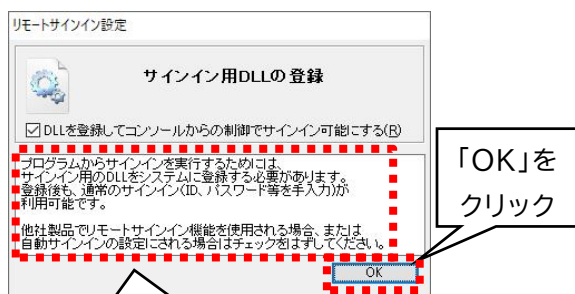 リモートサインイン設定
サインイン用DLLの登録
DLLを登録してコンソールからの制御でサインイン可能にする(R)
プログラムからサインインを実行するためには、
サインイン用のDLLをシステムに登録する必要があります。
登録後も、通常のサインイン(ID、パスワード等を手入力)が
利用可能です。
他社製品でリモートサインイン機能を使用される場合、または
自動サインインの設定にされる場合はチェックをはずしてください。
OK
「OK」を
クリック